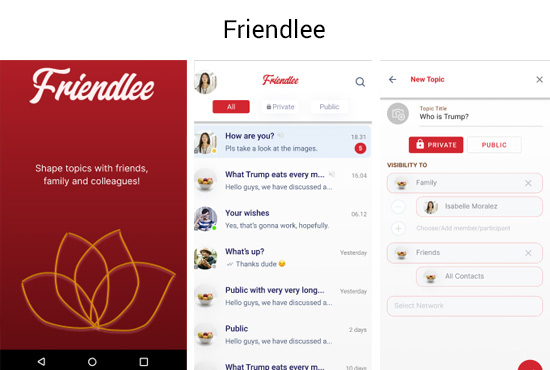 Friendlee
Friendlee
Shape topics with friends,
family and colleagues!
Friendlee
All
Private
Public
How are you?
18.31
Pls take a look at the images.
5
What Trump eats every m...
16.04
Hello guys, we have discussed a...
Your wishes
06.12
Yes, that's gonna work, hopefully.
What's up?
Yesterday
Thanks dude 😏
Public with very very long...
Yesterday
Hello guys, we have discussed a...
Public
2 days
Hello guys, we have discussed a...
What Trump eats every m...
10 days
New Topic
Topic Title
Who is Trump?
PRIVATE
PUBLIC
VISIBILITY TO
Family
Isabelle Moralez
Choose/Add member/participant
Friends
All Contacts
Select Network